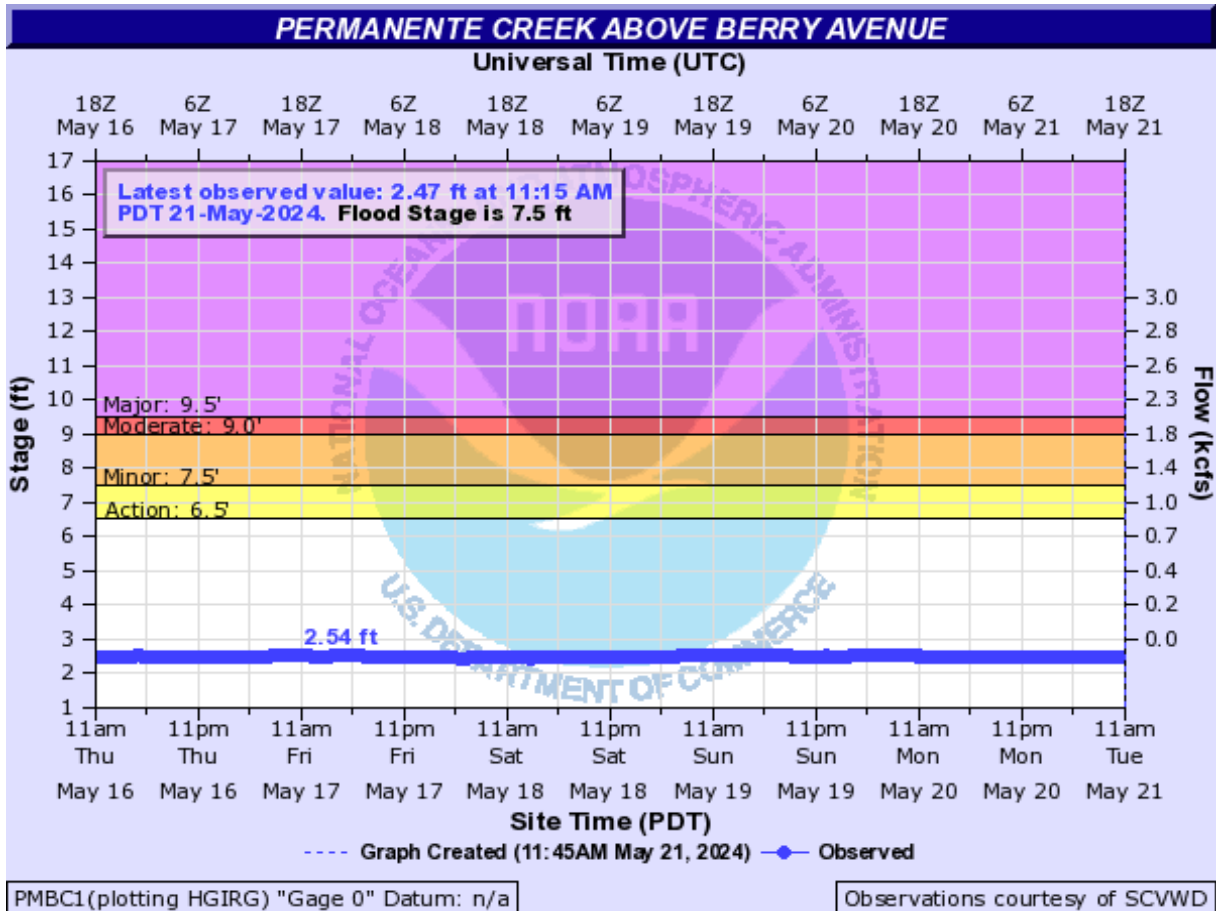 PERMANENTE CREEK ABOVE BERRY AVENUE
Universal Time (UTC)
18Z 6Z 18Z 6Z 18Z 6Z 18Z 6Z 18Z 6Z 18Z
May 16 May 17 May 17 May 18 May 18 May 19 May 19 May 20 May 20 May 21 May 21
Latest observed value: 2.47 ft at 11:15 AM
PDT 21-May-2024. Flood Stage is 7.5 ft
NATIONAL OCEANIC AND ATMOSPHERIC ADMINISTRATION
NOAA
U.S. DEPARTMENT OF COMMERCE
Stage (ft)
17
16
15
14
13
12
11
10
9
8
7
6
5
4
3
2
1
Major: 9.5'
Moderate: 9.0'
Minor: 7.5'
Action: 6.5'
2.54 ft
3.0
2.8
2.6
2.3
1.8
1.4
1.0
0.7
0.4
0.2
0.0
Flow (kcfs)
11am 11pm 11am 11pm 11am 11pm 11am 11pm 11am 11pm 11am
Thu Thu Fri Fri Sat Sat Sun Sun Mon Mon Tue
May 16 May 16 May 17 May 17 May 18 May 18 May 19 May 19 May 20 May 20 May 21
Site Time (PDT)
Graph Created (11:45AM May 21, 2024) Observed
PMBC1(plotting HGIRG) "Gage 0" Datum: n/a
Observations courtesy of SCVWD